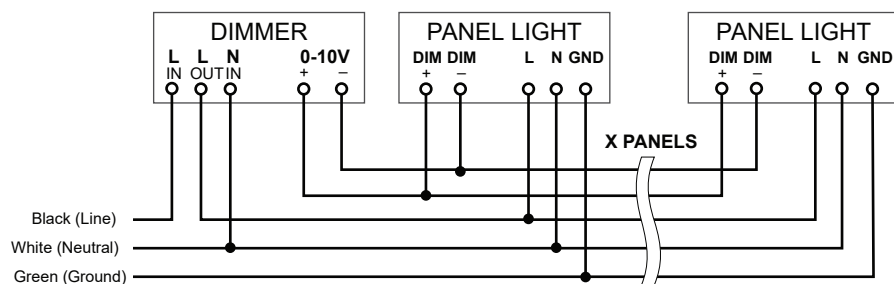 DIMMER
L L N 0-10V
IN OUT IN + –
PANEL LIGHT
DIM DIM L N GND
+ –
PANEL LIGHT
DIM DIM L N GND
+ –
X PANELS
Black (Line)
White (Neutral)
Green (Ground)